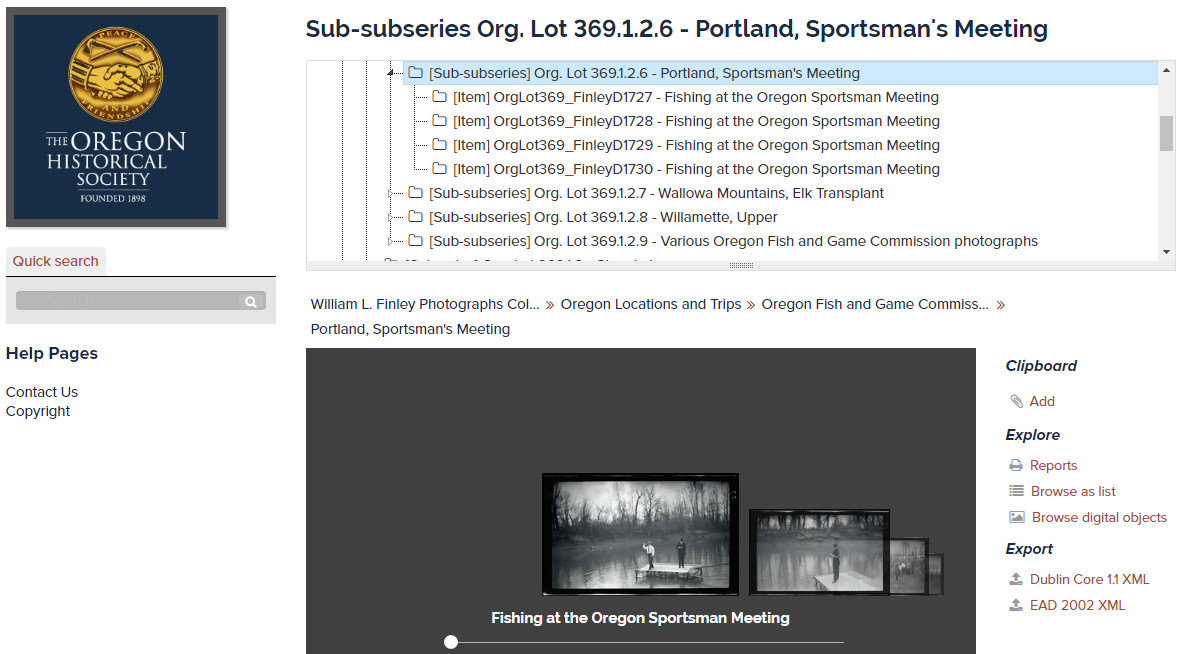 Sub-subseries Org. Lot 369.1.2.6 - Portland, Sportsman's Meeting
PEACE
AND
FRIENDSHIP
THE OREGON
HISTORICAL
SOCIETY
FOUNDED 1898
[Sub-subseries] Org. Lot 369.1.2.6 - Portland, Sportsman's Meeting
[Item] OrgLot369_FinleyD1727 - Fishing at the Oregon Sportsman Meeting
[Item] OrgLot369_FinleyD1728 - Fishing at the Oregon Sportsman Meeting
[Item] OrgLot369_FinleyD1729 - Fishing at the Oregon Sportsman Meeting
[Item] OrgLot369_FinleyD1730 - Fishing at the Oregon Sportsman Meeting
[Sub-subseries] Org. Lot 369.1.2.7 - Wallowa Mountains, Elk Transplant
[Sub-subseries] Org. Lot 369.1.2.8 - Willamette, Upper
[Sub-subseries] Org. Lot 369.1.2.9 - Various Oregon Fish and Game Commission photographs
Quick search
Search
Help Pages
Contact Us
Copyright
William L. Finley Photographs Col... » Oregon Locations and Trips » Oregon Fish and Game Commiss... »
Portland, Sportsman's Meeting
Fishing at the Oregon Sportsman Meeting
Clipboard
Add
Explore
Reports
Browse as list
Browse digital objects
Export
Dublin Core 1.1 XML
EAD 2002 XML